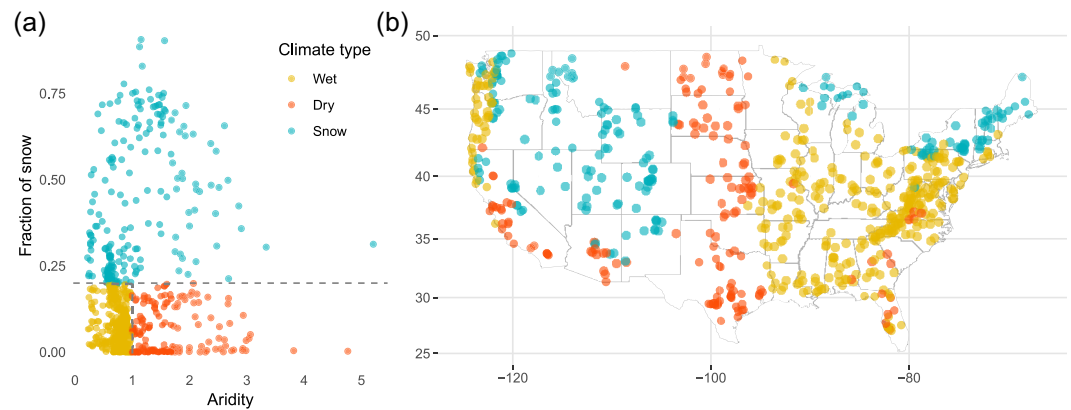 (a)
Climate type
Wet
Dry
Snow
0.75
0.50
0.25
0.00
Fraction of snow
0 1 2 3 4 5
Aridity
(b)
50
45
40
35
30
25
−120 −100 −80